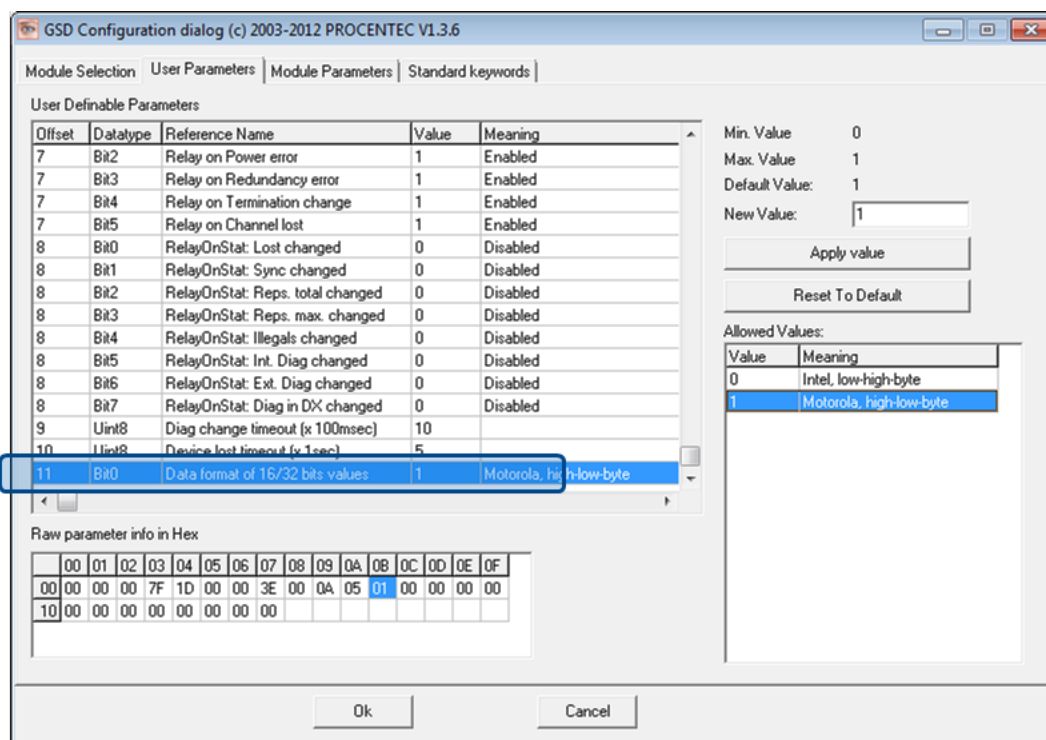 GSD Configuration dialog (c) 2003-2012 PROCENTEC V1.3.6
Module Selection User Parameters Module Parameters Standard keywords
User Definable Parameters
Offset Datatype Reference Name Value Meaning
7 Bit2 Relay on Power error 1 Enabled
7 Bit3 Relay on Redundancy error 1 Enabled
7 Bit4 Relay on Termination change 1 Enabled
7 Bit5 Relay on Channel lost 1 Enabled
8 Bit0 RelayOnStat: Lost changed 0 Disabled
8 Bit1 RelayOnStat: Sync changed 0 Disabled
8 Bit2 RelayOnStat: Reps. total changed 0 Disabled
8 Bit3 RelayOnStat: Reps. max. changed 0 Disabled
8 Bit4 RelayOnStat: Illegals changed 0 Disabled
8 Bit5 RelayOnStat: Int. Diag changed 0 Disabled
8 Bit6 RelayOnStat: Ext. Diag changed 0 Disabled
8 Bit7 RelayOnStat: Diag in DX changed 0 Disabled
9 Uint8 Diag change timeout (x 100msec) 10
10 Uint8 Device lost timeout (x 1sec) 5
11 Bit0 Data format of 16/32 bits values 1 Motorola, high-low-byte
Min. Value 0
Max. Value 1
Default Value: 1
New Value: 1
Apply value
Reset To Default
Allowed Values:
Value Meaning
0 Intel, low-high-byte
1 Motorola, high-low-byte
Raw parameter info in Hex
00 01 02 03 04 05 06 07 08 09 0A 0B 0C 0D 0E 0F
00 00 00 00 7F 1D 00 00 3E 00 0A 05 01 00 00 00 00
10 00 00 00 00 00 00 00 00
Ok Cancel